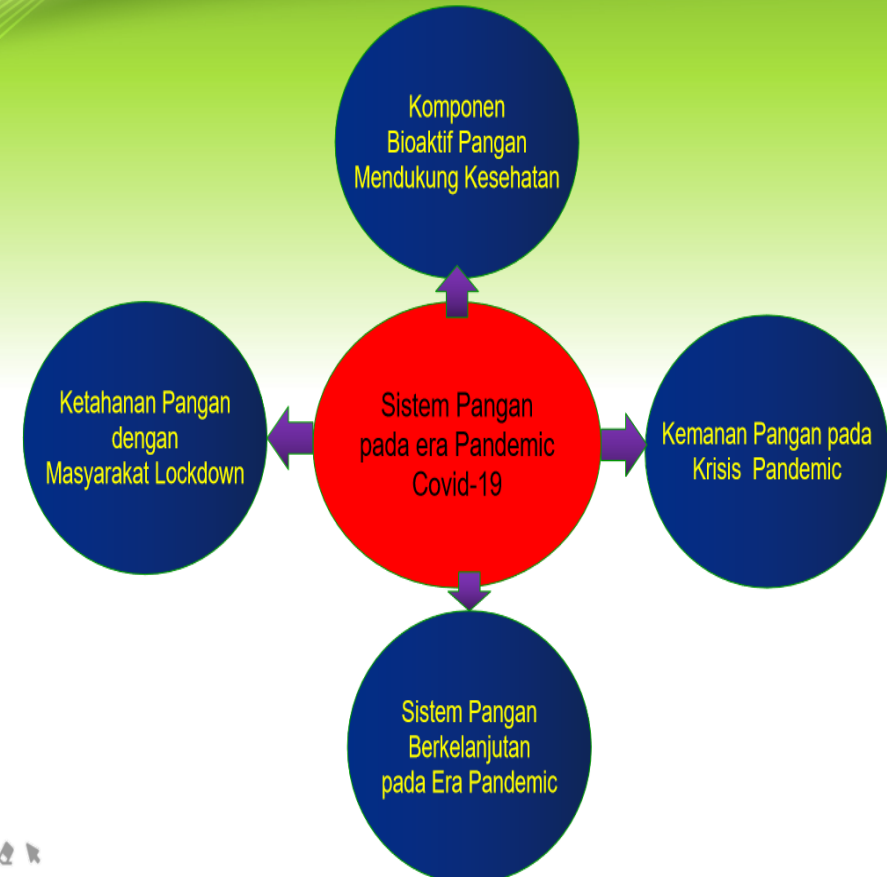 Komponen
Bioaktif Pangan
Mendukung Kesehatan
Ketahanan Pangan
dengan
Masyarakat Lockdown
Sistem Pangan
pada era Pandemic
Covid-19
Kemanan Pangan pada
Krisis Pandemic
Sistem Pangan
Berkelanjutan
pada Era Pandemic